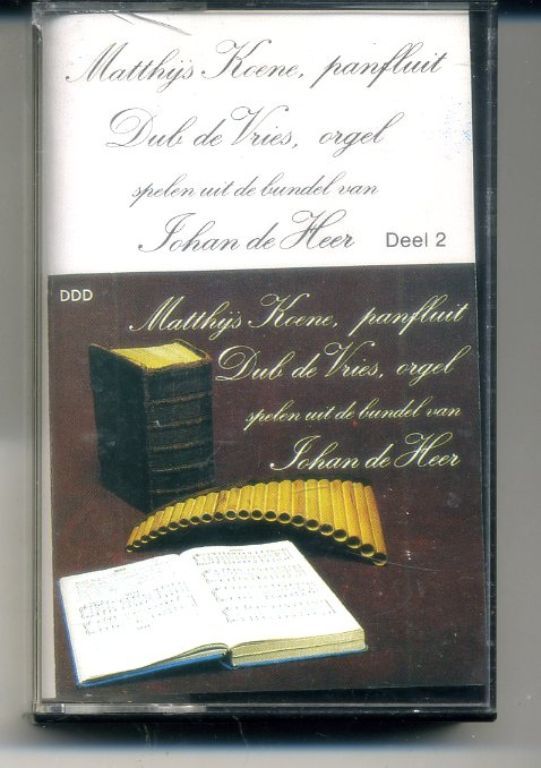 Matthijs Koene, panfluit
Dub de Vries, orgel
spelen uit de bundel van
Johan de Heer Deel 2
DDD
Matthijs Koene, panfluit
Dub de Vries, orgel
spelen uit de bundel van
Johan de Heer